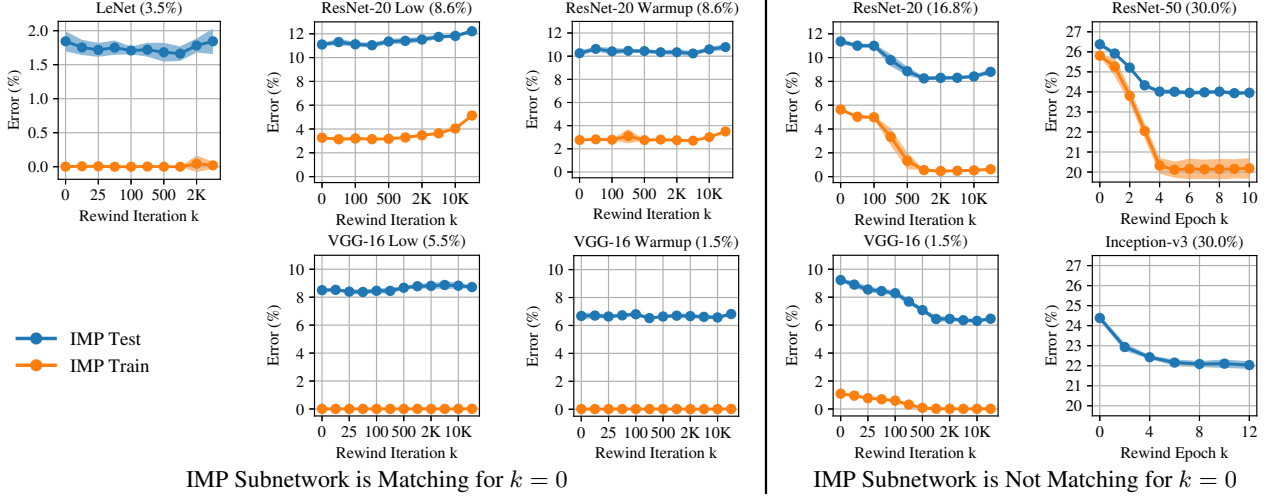 LeNet (3.5%)
2.0
1.5
1.0
0.5
0.0
Error (%)
0 25 100 500 2K
Rewind Iteration k
ResNet-20 Low (8.6%)
12
10
8
6
4
2
0
Error (%)
0 100 500 2K 10K
Rewind Iteration k
ResNet-20 Warmup (8.6%)
12
10
8
6
4
2
0
Error (%)
0 100 500 2K 10K
Rewind Iteration k
ResNet-20 (16.8%)
12
10
8
6
4
2
0
Error (%)
0 100 500 2K 10K
Rewind Iteration k
ResNet-50 (30.0%)
27
26
25
24
23
22
21
20
Error (%)
0 2 4 6 8 10
Rewind Epoch k
IMP Test
IMP Train
VGG-16 Low (5.5%)
10
8
6
4
2
0
Error (%)
0 25 100 500 2K 10K
Rewind Iteration k
VGG-16 Warmup (1.5%)
10
8
6
4
2
0
Error (%)
0 25 100 500 2K 10K
Rewind Iteration k
VGG-16 (1.5%)
10
8
6
4
2
0
Error (%)
0 25 100 500 2K 10K
Rewind Iteration k
Inception-v3 (30.0%)
27
26
25
24
23
22
21
20
Error (%)
0 4 8 12
Rewind Epoch k
IMP Subnetwork is Matching for k = 0
IMP Subnetwork is Not Matching for k = 0